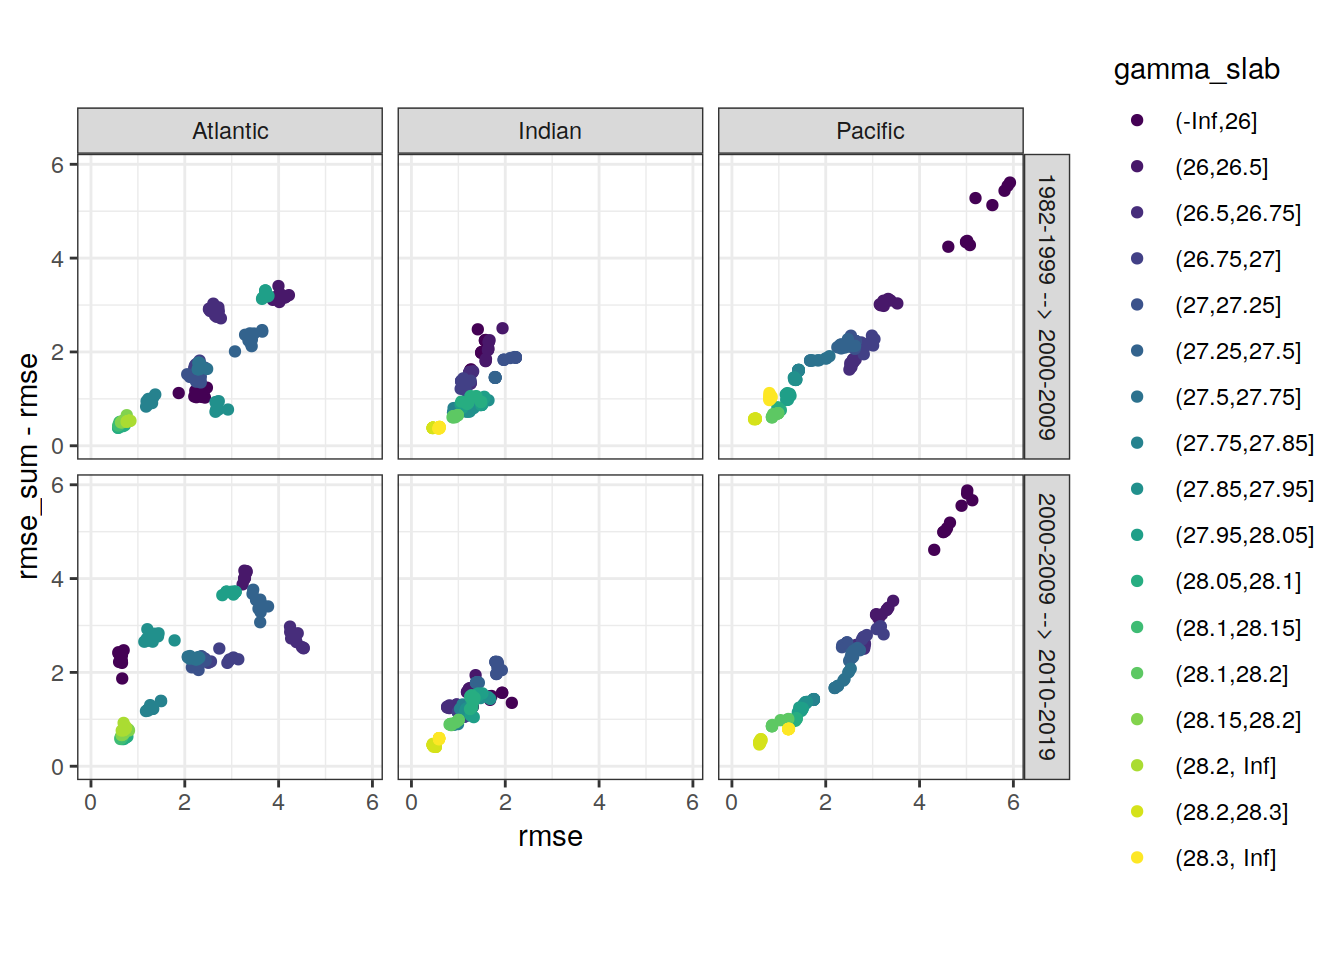 Atlantic
Indian
Pacific
gamma_slab
(-Inf,26]
(26,26.5]
(26.5,26.75]
(26.75,27]
(27,27.25]
(27.25,27.5]
(27.5,27.75]
(27.75,27.85]
(27.85,27.95]
(27.95,28.05]
(28.05,28.1]
(28.1,28.15]
(28.1,28.2]
(28.15,28.2]
(28.2, Inf]
(28.2,28.3]
(28.3, Inf]
1982-1999 --> 2000-2009
2000-2009 --> 2010-2019
rmse_sum - rmse
6
4
2
0
6
4
2
0
0 2 4 6
0 2 4 6
0 2 4 6
rmse